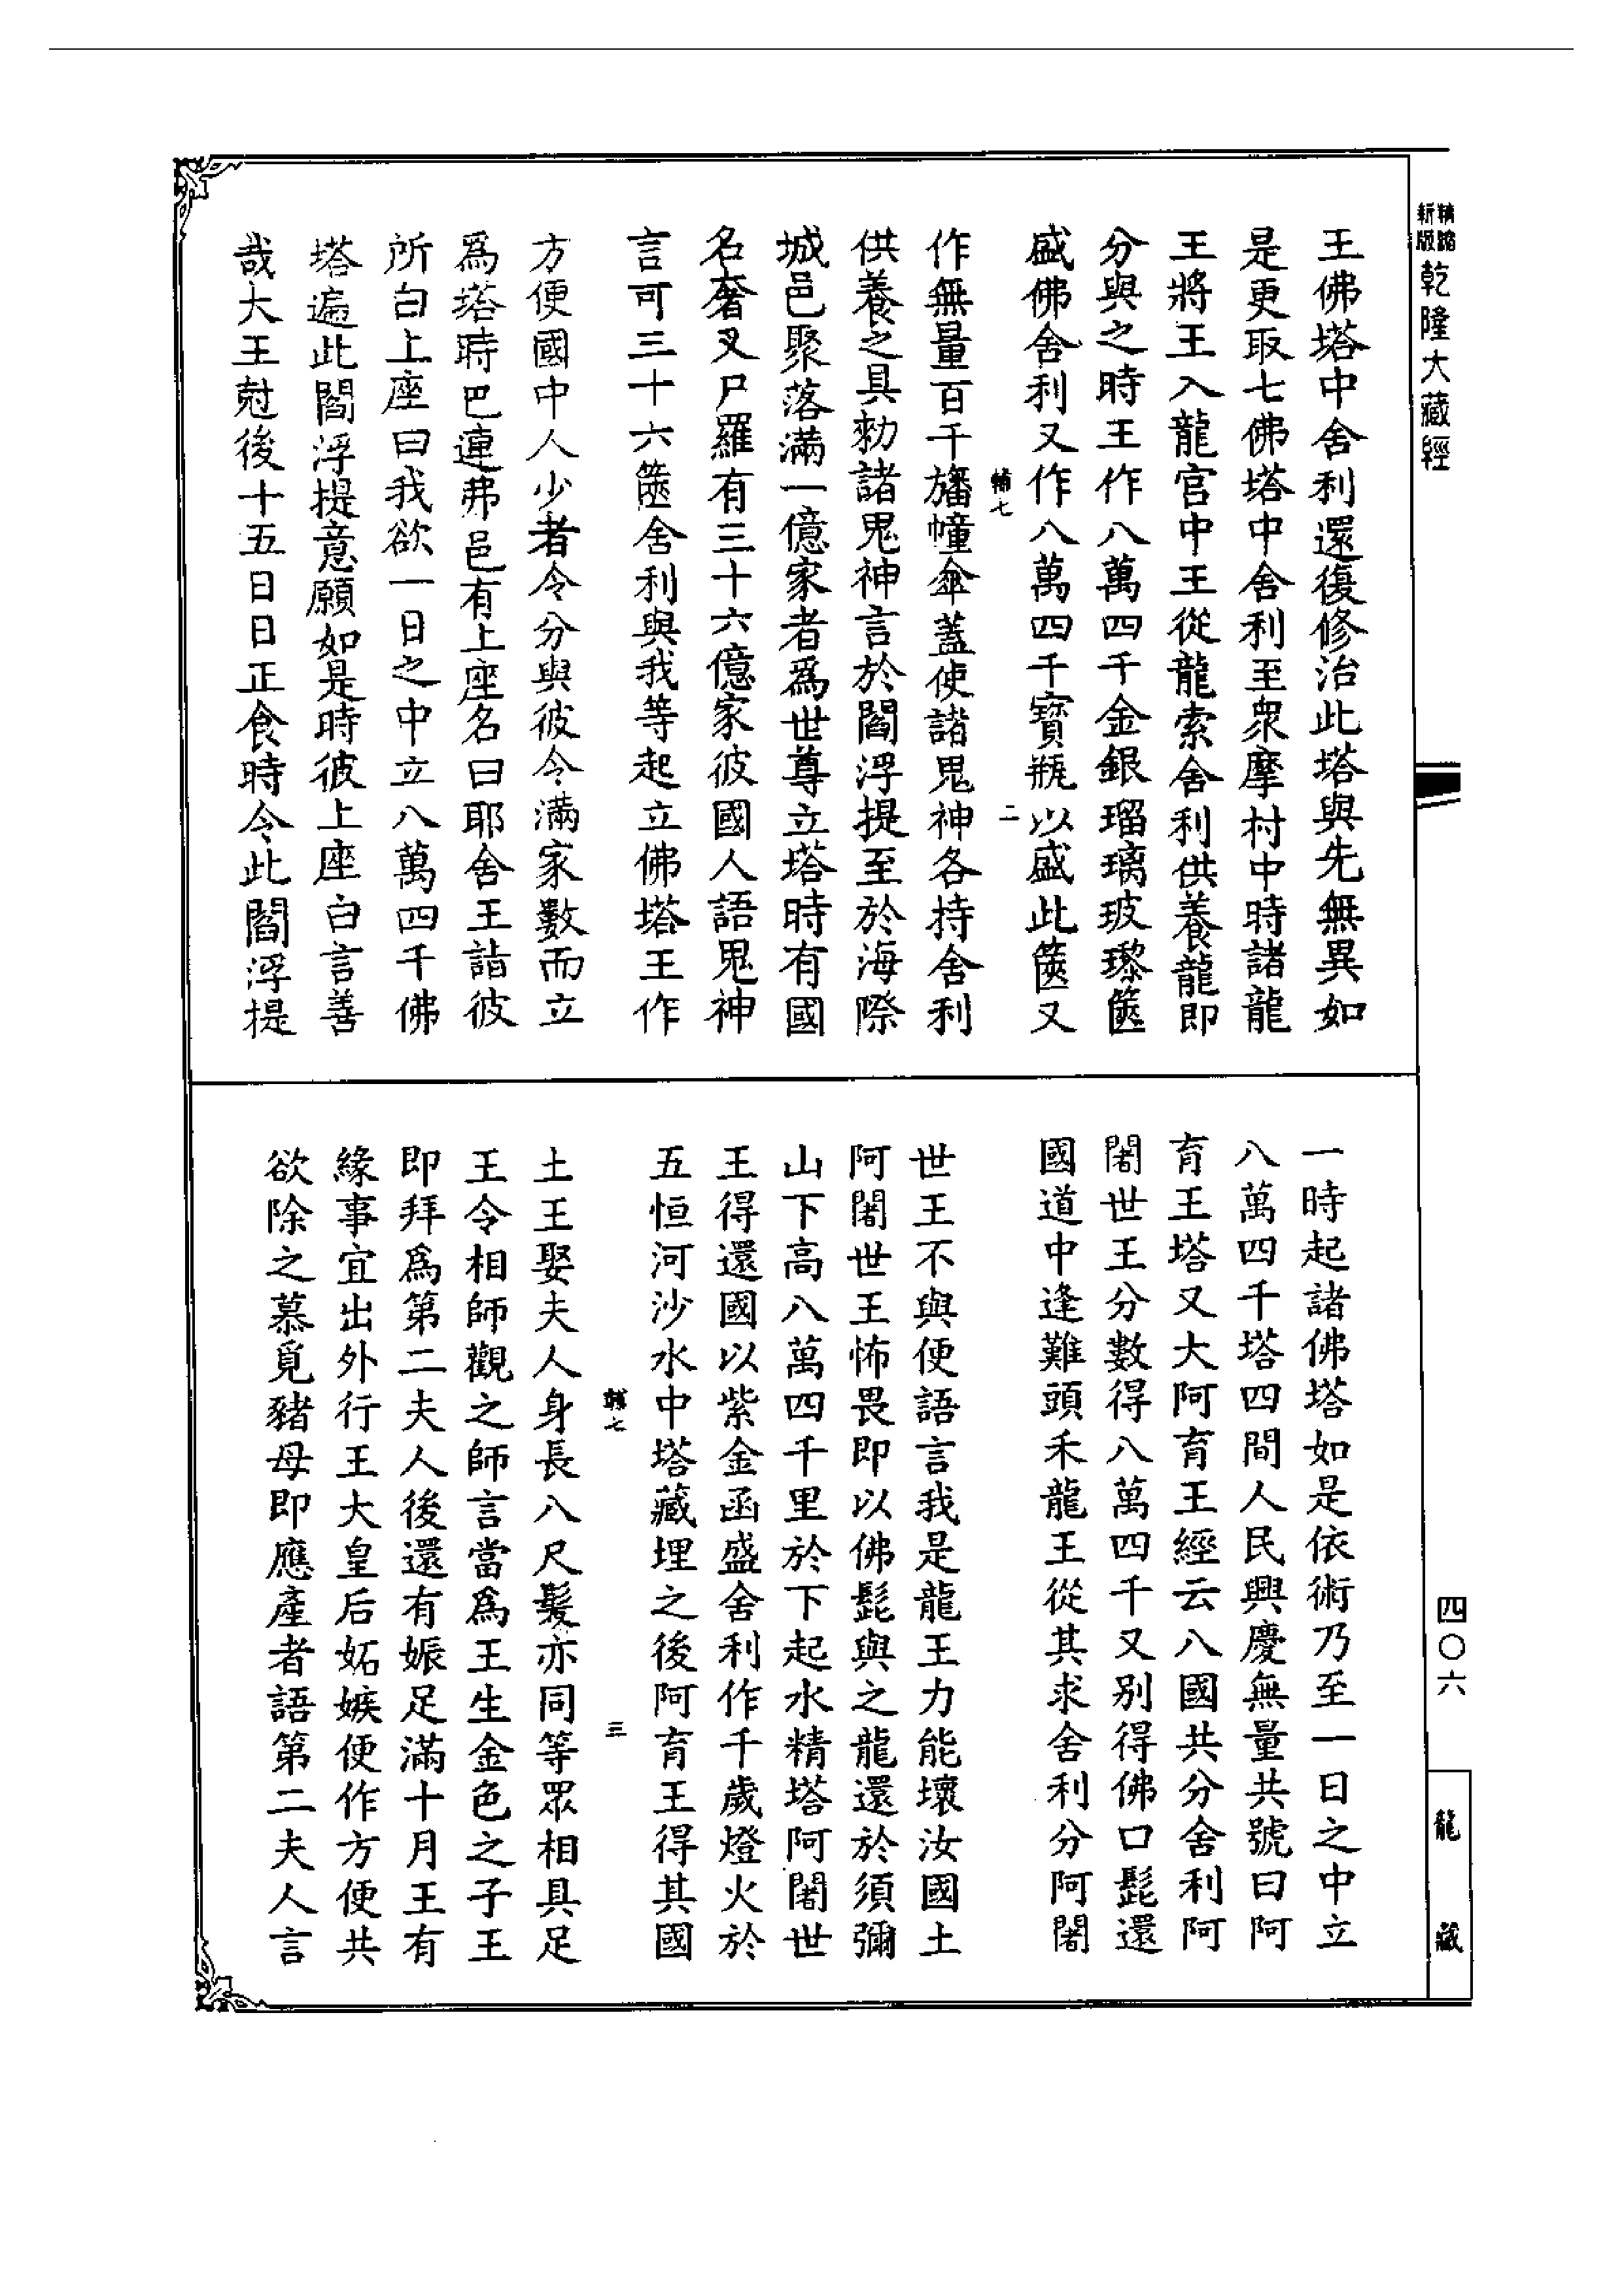 新版精縮
乾隆大藏經
王佛塔中舍利還復修治此塔與先無異如
是更取七佛塔中舍利至衆摩村中時諸龍
王將王入龍宮中王從龍索舍利供養龍即
分與之時王作八萬四千金銀瑠璃玻瓈篋
盛佛舍利又作八萬四千寶瓶以盛此篋又
輔七 二
作無量百千旛幢傘蓋使諸鬼神各持舍利
供養之具勑諸鬼神言於閻浮提至於海際
城邑聚落滿一億家者爲世尊立塔時有國
名奢叉尸羅有三十六億家彼國人語鬼神
言可三十六篋舍利與我等起立佛塔王作
方便國中人少者令分與彼令滿家數而立
爲塔時巴連弗邑有上座名曰耶舍王詣彼
所白上座曰我欲一日之中立八萬四千佛
塔遍此閻浮提意願如是時彼上座白言善
哉大王尅後十五日日正食時令此閻浮提
一時起諸佛塔如是依術乃至一日之中立
八萬四千塔四間人民興慶無量共號曰阿
育王塔又大阿育王經云八國共分舍利阿
闍世王分數得八萬四千又別得佛口髭還
國道中逢難頭禾龍王從其求舍利分阿闍
世王不與便語言我是龍王力能壞汝國土
阿闍世王怖畏即以佛髭與之龍還於須彌
山下高八萬四千里於下起水精塔阿闍世
王得還國以紫金函盛舍利作千歲燈火於
五恒河沙水中塔藏埋之後阿育王得其國
輔七 三
土王娶夫人身長八尺髮亦同等眾相具足
王令相師觀之師言當爲王生金色之子王
即拜爲第二夫人後還有娠足滿十月王有
緣事宜出外行王大皇后妬嫉便作方便共
欲除之慕覓豬母即應產者語第二夫人言
四〇六
龍藏